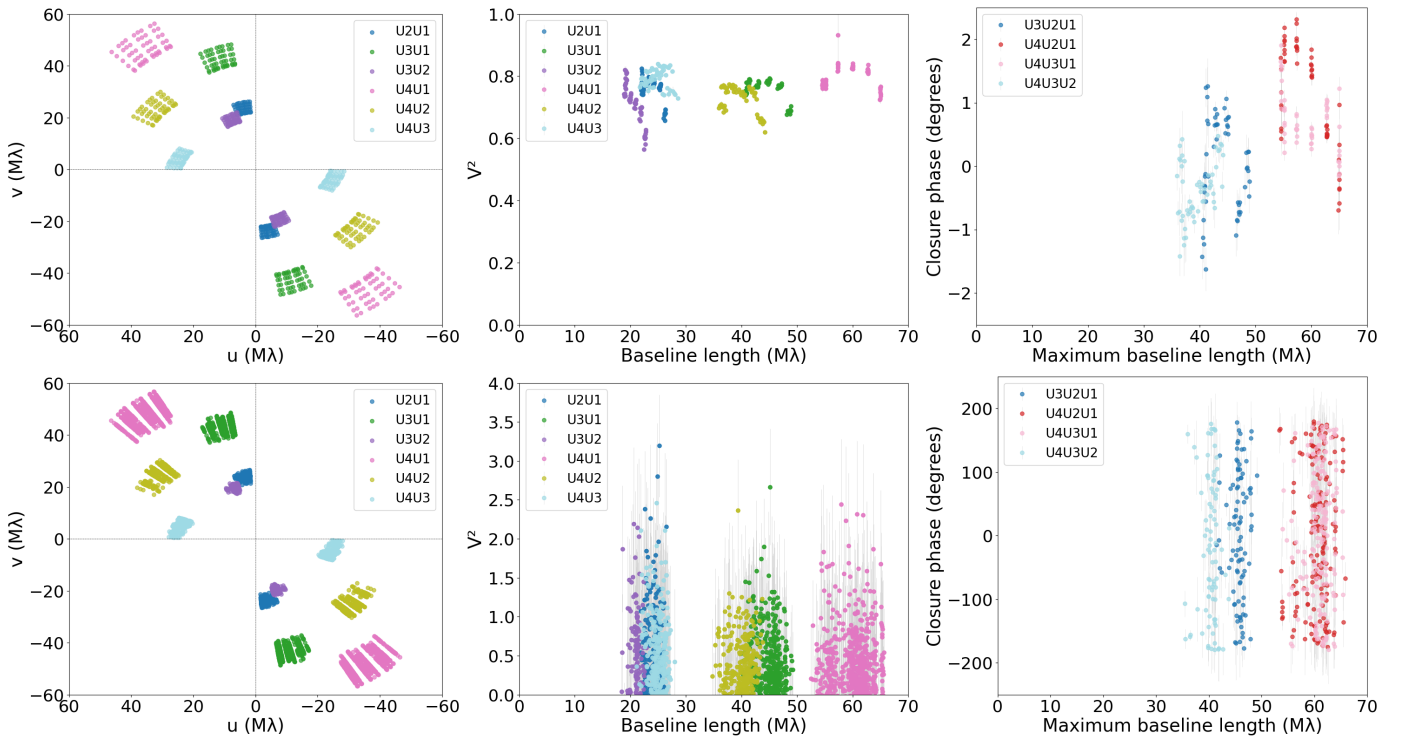 60
40
20
0
−20
−40
−60
v (Mλ)
U2U1
U3U1
U3U2
U4U1
U4U2
U4U3
60 40 20 0 −20 −40 −60
u (Mλ)
1.0
0.8
0.6
0.4
0.2
0.0
V²
U2U1
U3U1
U3U2
U4U1
U4U2
U4U3
0 10 20 30 40 50 60 70
Baseline length (Mλ)
2
1
0
−1
−2
Closure phase (degrees)
U3U2U1
U4U2U1
U4U3U1
U4U3U2
0 10 20 30 40 50 60 70
Maximum baseline length (Mλ)
60
40
20
0
−20
−40
−60
v (Mλ)
U2U1
U3U1
U3U2
U4U1
U4U2
U4U3
60 40 20 0 −20 −40 −60
u (Mλ)
4.0
3.5
3.0
2.5
2.0
1.5
1.0
0.5
0.0
V²
U2U1
U3U1
U3U2
U4U1
U4U2
U4U3
0 10 20 30 40 50 60 70
Baseline length (Mλ)
200
100
0
−100
−200
Closure phase (degrees)
U3U2U1
U4U2U1
U4U3U1
U4U3U2
0 10 20 30 40 50 60 70
Maximum baseline length (Mλ)